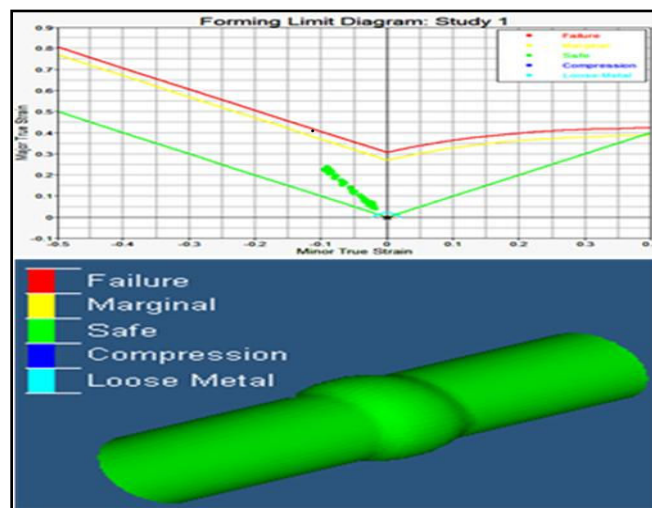 Forming Limit Diagram: Study 1
Failure
Marginal
Safe
Compression
Loose Metal
Major True Strain
0.9
0.8
0.7
0.6
0.5
0.4
0.3
0.2
0.1
0
-0.1
-0.5
-0.4
-0.3
-0.2
-0.1
0
0.1
0.2
0.3
Minor True Strain
Failure
Marginal
Safe
Compression
Loose Metal